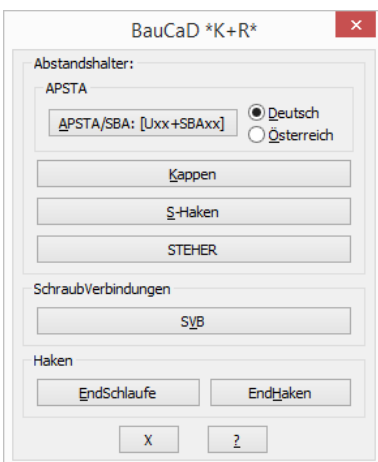 BauCaD *K+R*
Abstandshalter:
APSTA
APSTA/SBA: [Uxx+SBAxx]
Deutsch
Österreich
Kappen
S-Haken
STEHER
SchraubVerbindungen
SVB
Haken
EndSchlaufe EndHaken
X ?